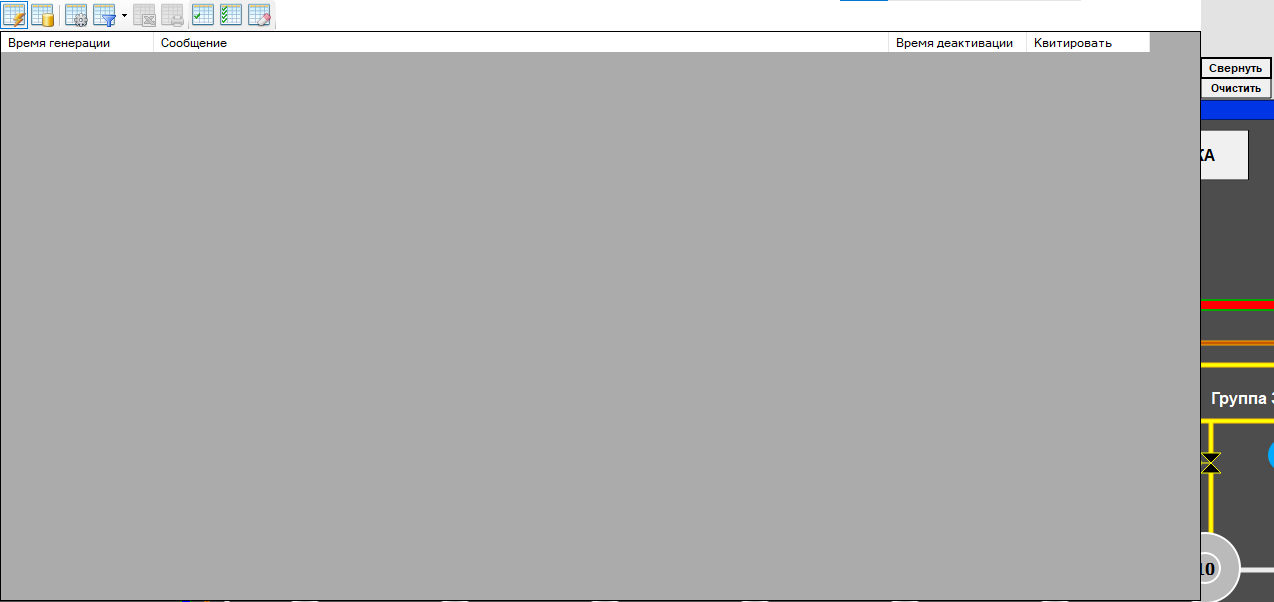 Время генерации Сообщение Время деактивации Квитировать
Свернуть
Очистить
КА
Группа
10